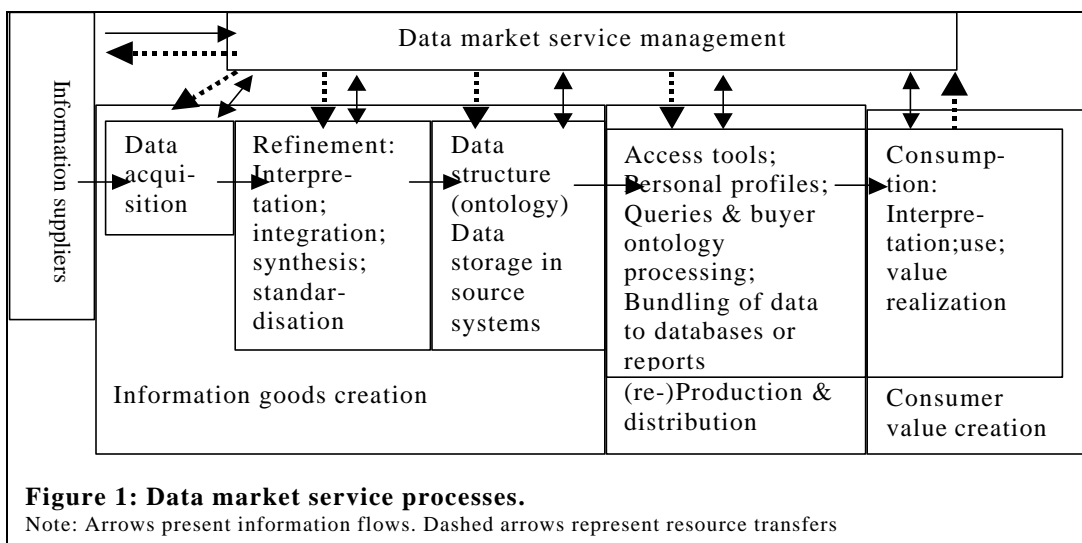 Data market service management
Information suppliers
Data
acqui-
sition
Refinement:
Interpre-
tation;
integration;
synthesis;
standar-
disation
Data
structure
(ontology)
Data
storage in
source
systems
Access tools;
Personal profiles;
Queries & buyer
ontology
processing;
Bundling of data
to databases or
reports
Consump-
tion:
Interpre-
tation;use;
value
realization
Information goods creation
(re-)Production &
distribution
Consumer
value creation
Figure 1: Data market service processes.
Note: Arrows present information flows. Dashed arrows represent resource transfers